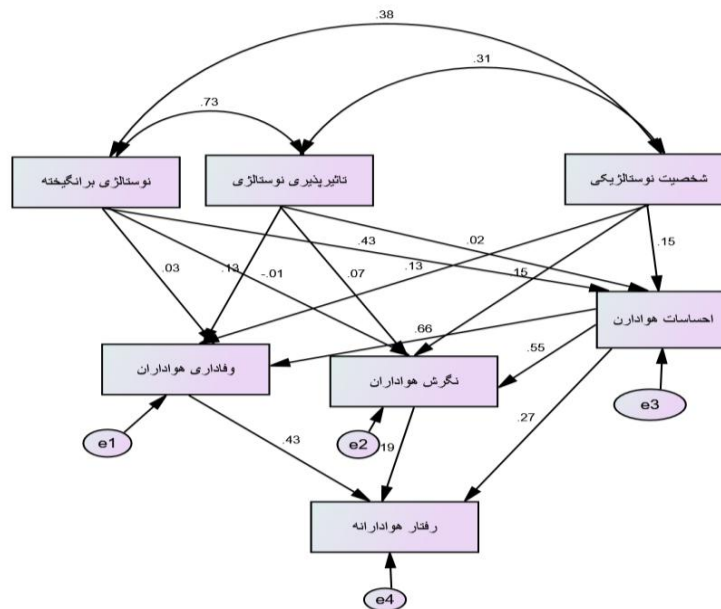 .38
.31
.73
نوستالژی برانگیخته
تاثیرپذیری نوستالژی
شخصیت نوستالژیکی
.43
.02
.15
.03
.13
-.01
.07
.13
.15
احساسات هوادارن
.66
.55
وفاداری هواداران
نگرش هواداران
e3
e1
e2
.43
19
.27
رفتار هوادارانه
e4